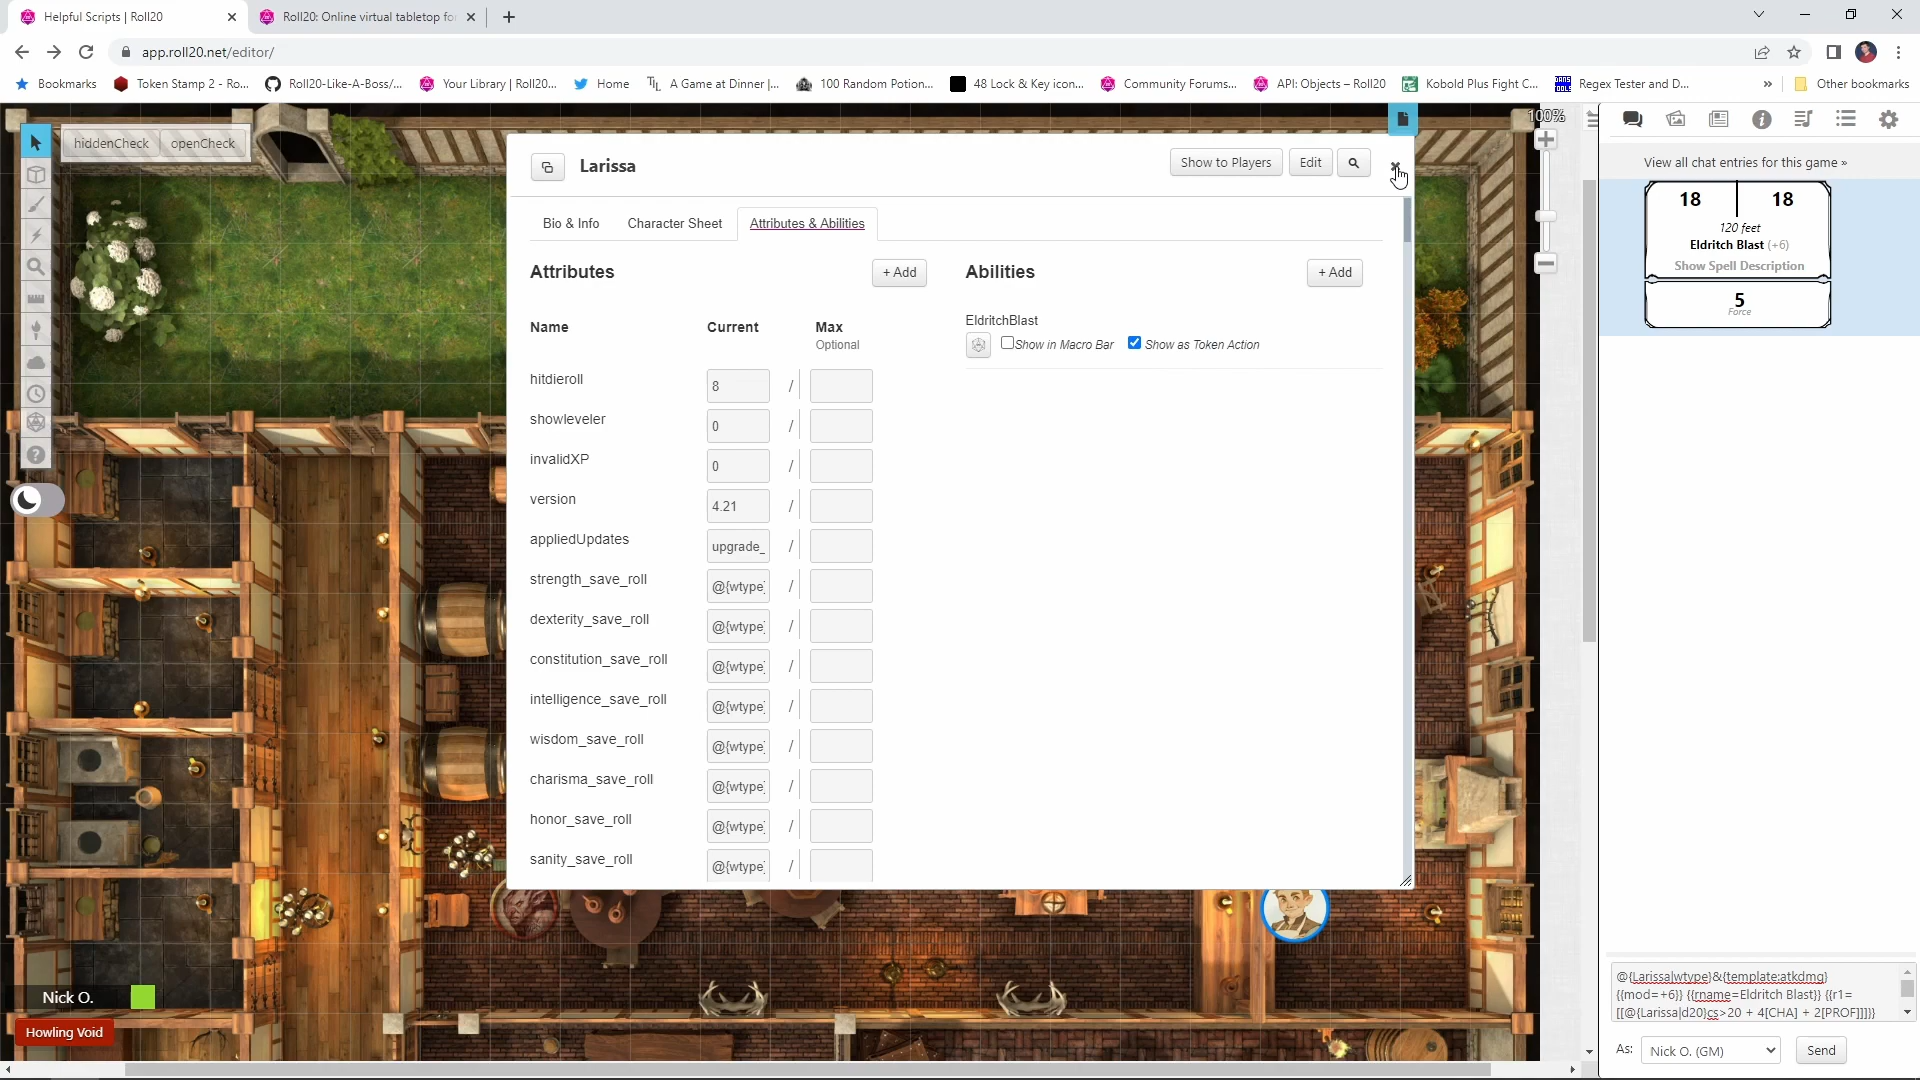 Helpful Scripts | Roll20
Roll20: Online virtual tabletop fo
app.roll20.net/editor/
Bookmarks
Token Stamp 2 - Ro...
Roll20-Like-A-Boss/...
Your Library | Roll20...
Home
A Game at Dinner |...
100 Random Potion...
48 Lock & Key icon...
Community Forums...
API: Objects – Roll20
Kobold Plus Fight C...
Regex Tester and D...
»
Other bookmarks
hiddenCheck
openCheck
100%
Larissa
Show to Players
Edit
Bio & Info
Character Sheet
Attributes & Abilities
Attributes
+ Add
Abilities
+ Add
Name
Current
Max
Optional
EldritchBlast
Show in Macro Bar
Show as Token Action
hitdieroll 8 /
showleveler 0 /
invalidXP 0 /
version 4.21 /
appliedUpdates upgrade_ /
strength_save_roll @{wtype} /
dexterity_save_roll @{wtype} /
constitution_save_roll @{wtype} /
intelligence_save_roll @{wtype} /
wisdom_save_roll @{wtype} /
charisma_save_roll @{wtype} /
honor_save_roll @{wtype} /
sanity_save_roll @{wtype} /
Nick O.
Howling Void
View all chat entries for this game »
18 | 18
120 feet
Eldritch Blast (+6)
Show Spell Description
5
Force
@{Larissa|wtype}&{template:atkdmg}
{{mod=+6}} {{rname=Eldritch Blast}} {{r1=
[[@{Larissa|d20}cs>20 + 4[CHA] + 2[PROF]]]}}
As:
Nick O. (GM)
Send